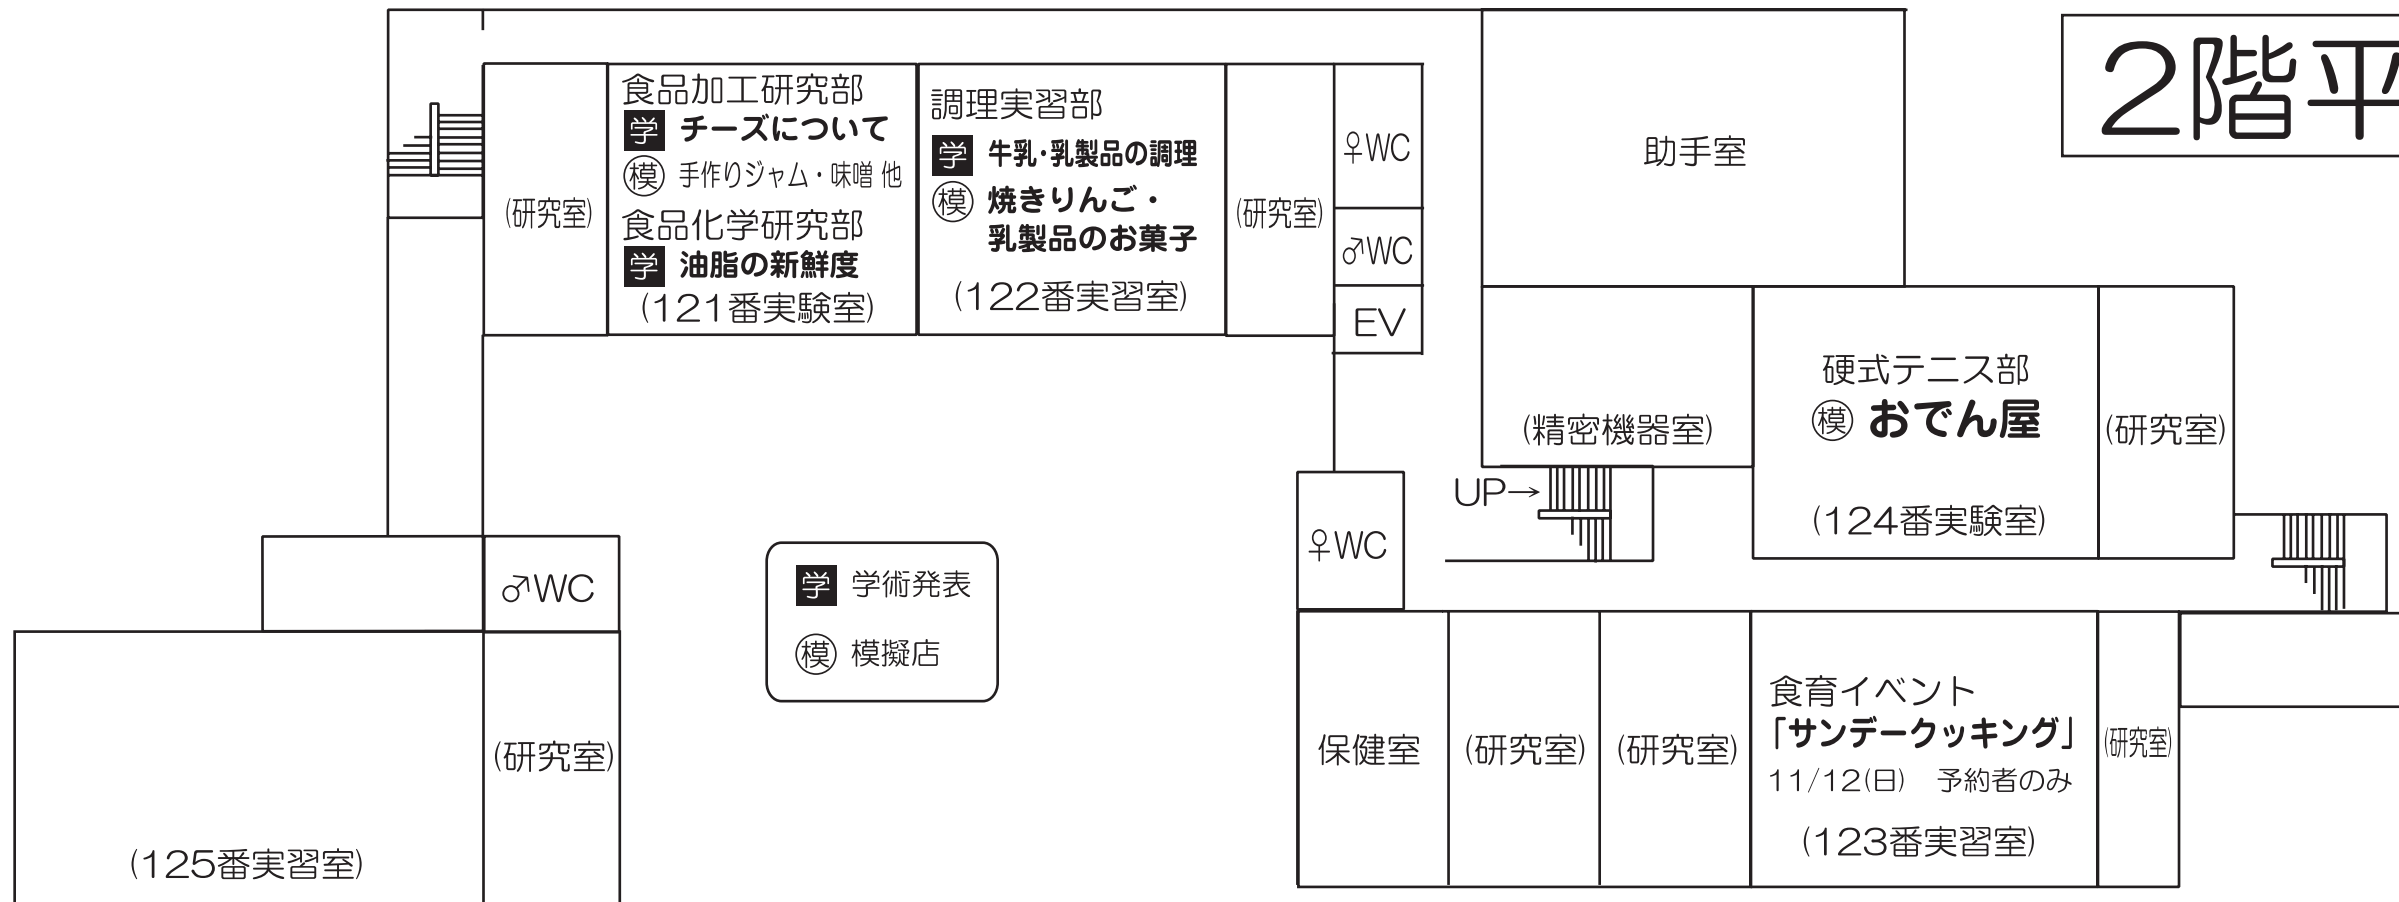 2階平
(研究室)
食品加工研究部
学 チーズについて
模 手作りジャム・味噌 他
食品化学研究部
学 油脂の新鮮度
(121番実験室)
調理実習部
学 牛乳・乳製品の調理
模 焼きりんご・
乳製品のお菓子
(122番実習室)
(研究室)
♀WC
♂WC
EV
助手室
(精密機器室)
硬式テニス部
模 おでん屋
(124番実験室)
(研究室)
UP→
♀WC
♂WC
学 学術発表
模 模擬店
(125番実習室)
(研究室)
保健室
(研究室)
(研究室)
食育イベント
「サンデークッキング」
11/12(日) 予約者のみ
(123番実習室)
(研究室)